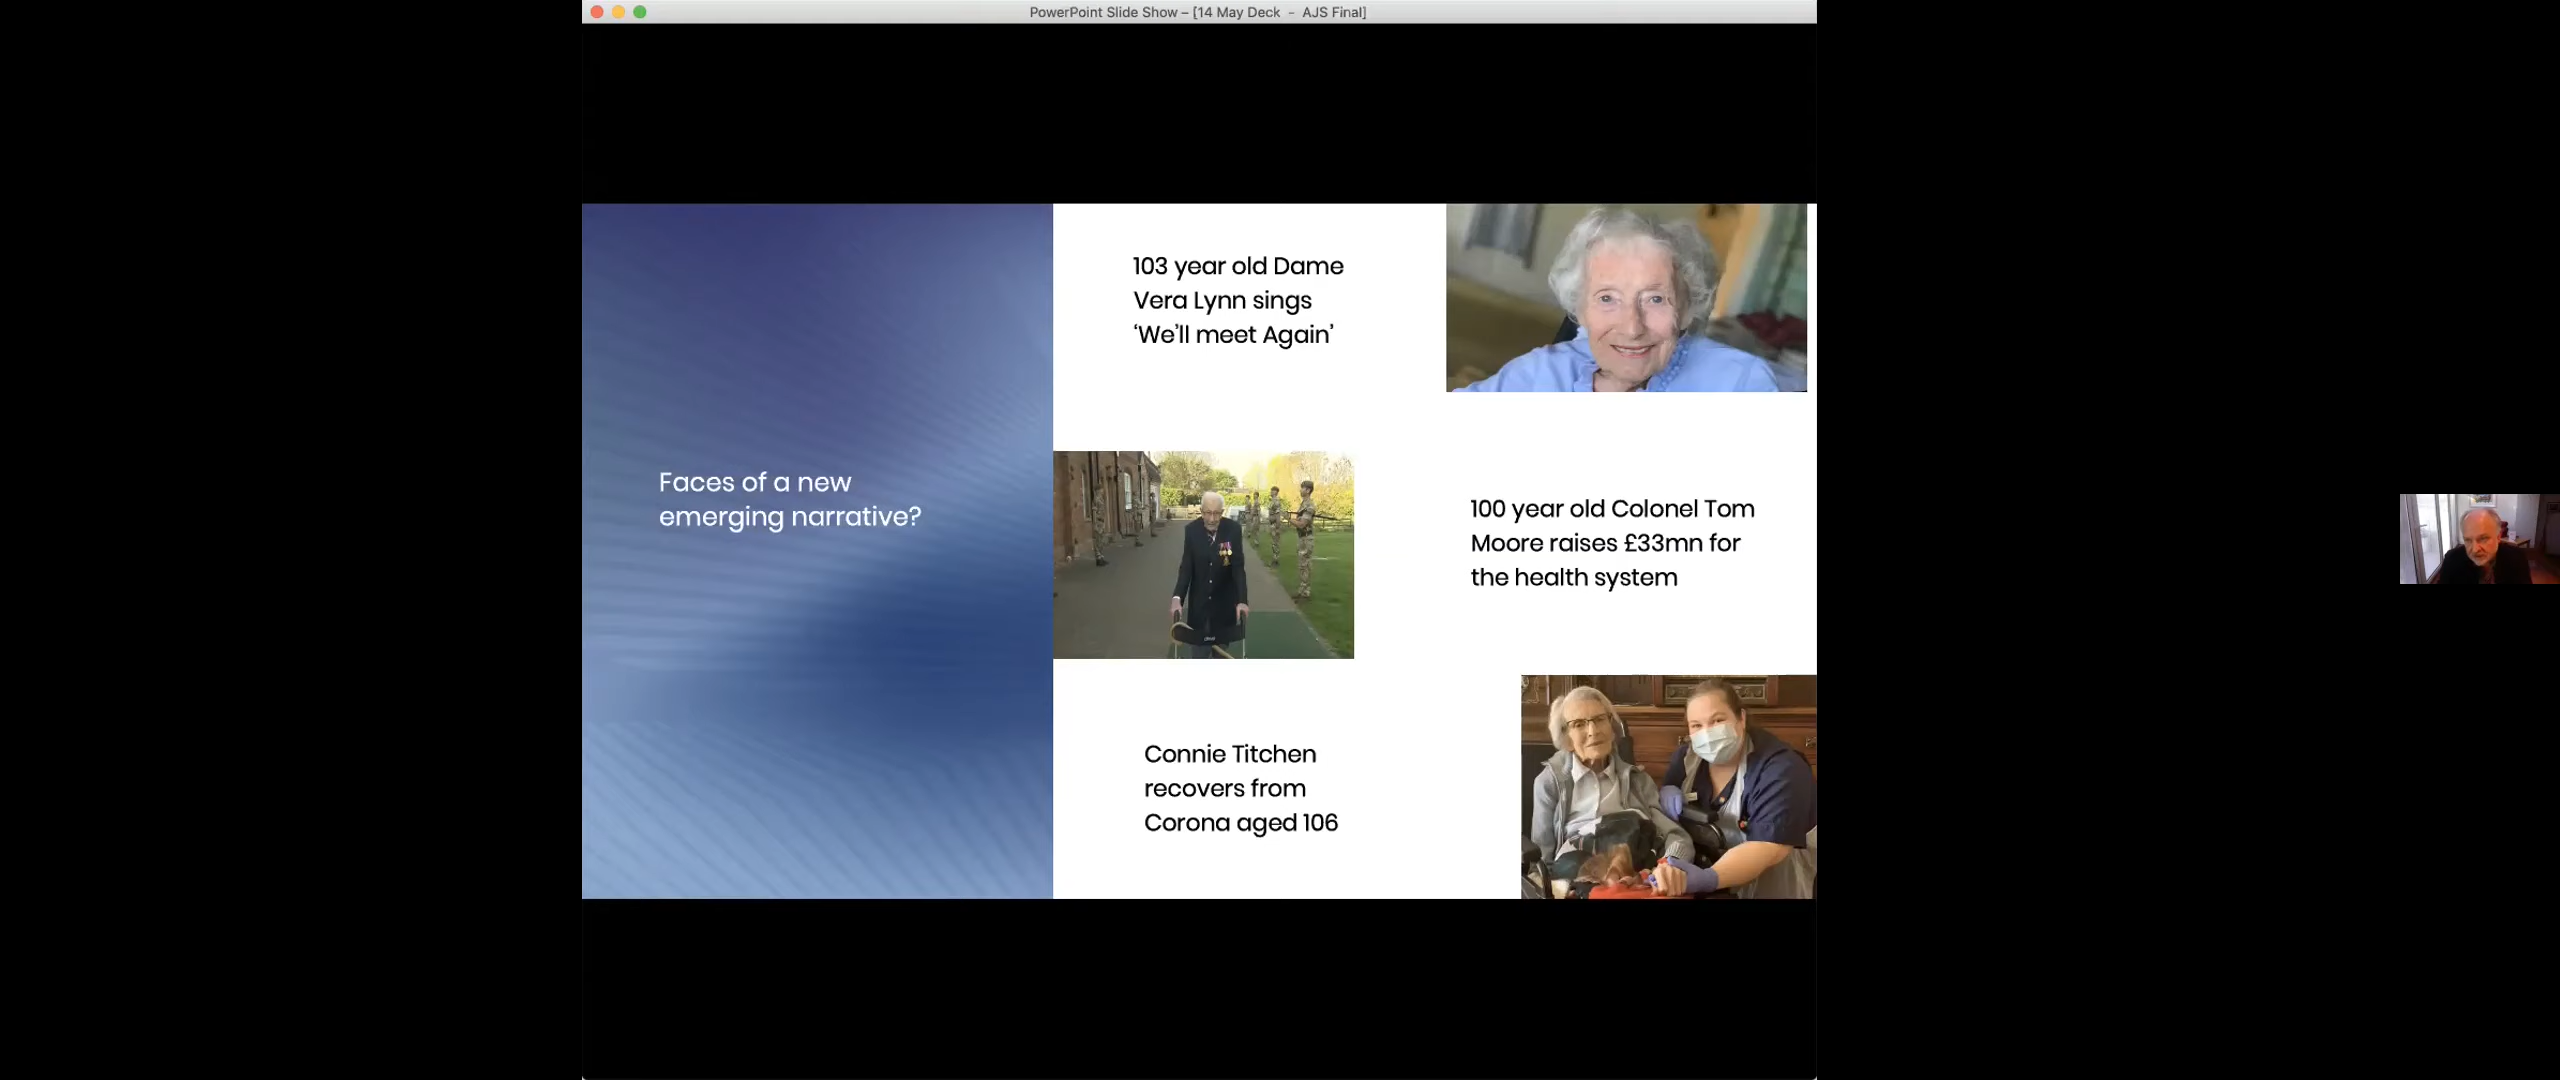 PowerPoint Slide Show – [14 May Deck  -  AJS Final]
Faces of a new
emerging narrative?
103 year old Dame
Vera Lynn sings
‘We’ll meet Again’
100 year old Colonel Tom
Moore raises £33mn for
the health system
Connie Titchen
recovers from
Corona aged 106